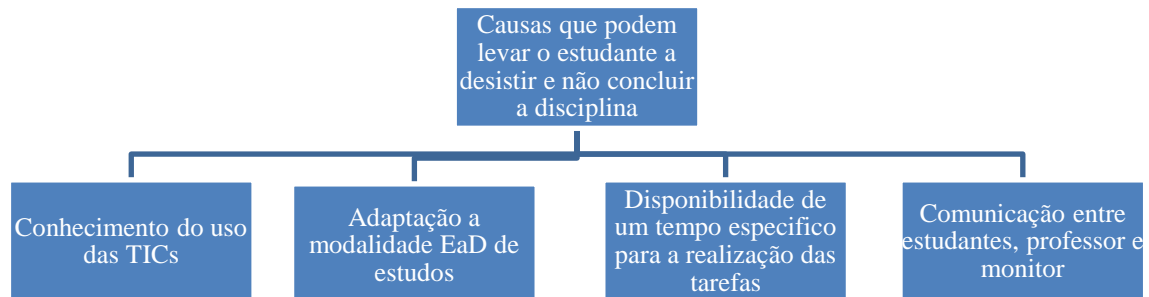 Causas que podem
levar o estudante a
desistir e não concluir
a disciplina
Conhecimento do uso
das TICs
Adaptação a
modalidade EaD de
estudos
Disponibilidade de
um tempo especifico
para a realização das
tarefas
Comunicação entre
estudantes, professor e
monitor